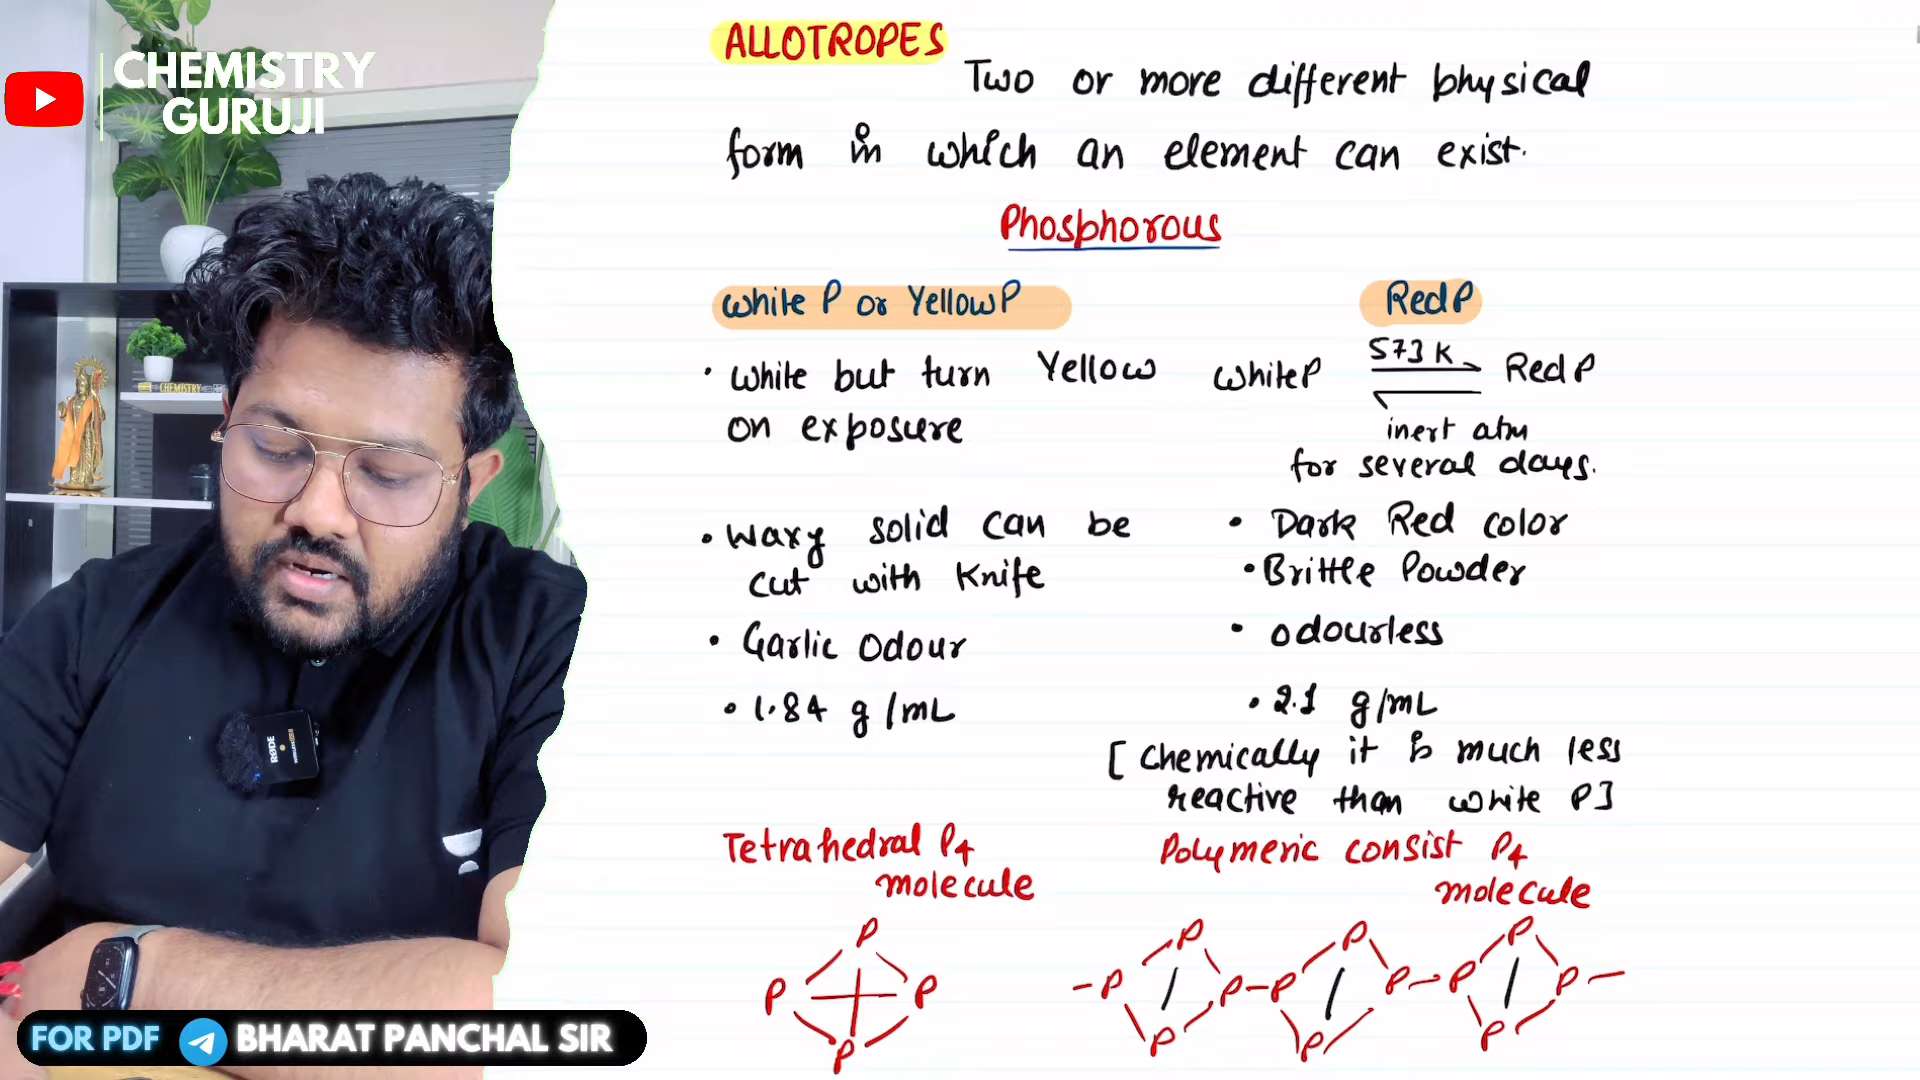 CHEMISTRY
GURUJI
CHEMISTRY
RØDE
FOR PDF BHARAT PANCHAL SIR
ALLOTROPES
Two or more different physical
form in which an element can exist.
Phosphorous
White P or Yellow P
• White but turn Yellow
on exposure
• Waxy solid can be
cut with Knife
• Garlic Odour
• 1.84 g/mL
Tetrahedral P4
molecule
P
P P
P
Red P
White P 573 K Red P
inert atm
for several days.
• Dark Red color
• Brittle Powder
• odourless
• 2.1 g/mL
[ Chemically it is much less
reactive than white P]
Polymeric consist P4
molecule
P P P
-P P-P P-P P-
P P P